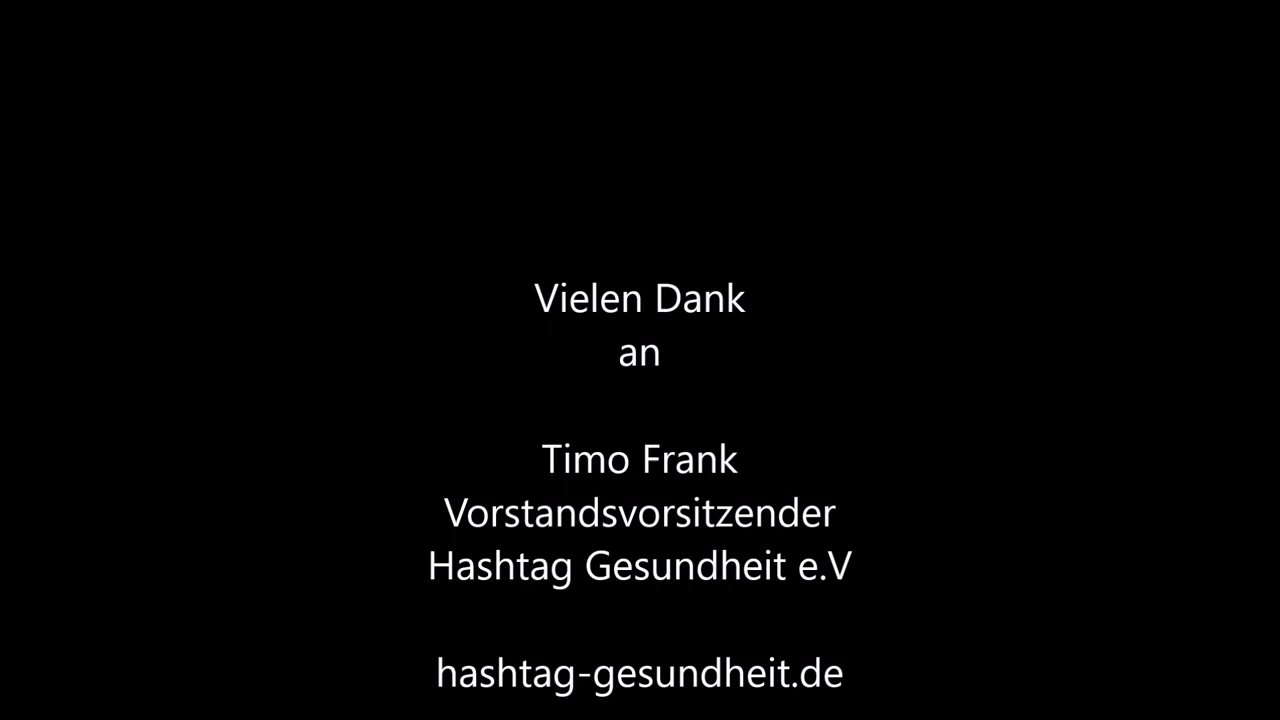 Vielen Dank
an
Timo Frank
Vorstandsvorsitzender
Hashtag Gesundheit e.V
hashtag-gesundheit.de